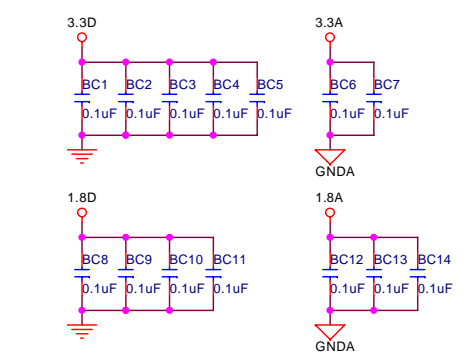 3.3D 3.3A
BC1 BC2 BC3 BC4 BC5 BC6 BC7
0.1uF 0.1uF 0.1uF 0.1uF 0.1uF 0.1uF 0.1uF
GNDA
1.8D 1.8A
BC8 BC9 BC10 BC11 BC12 BC13 BC14
0.1uF 0.1uF 0.1uF 0.1uF 0.1uF 0.1uF 0.1uF
GNDA